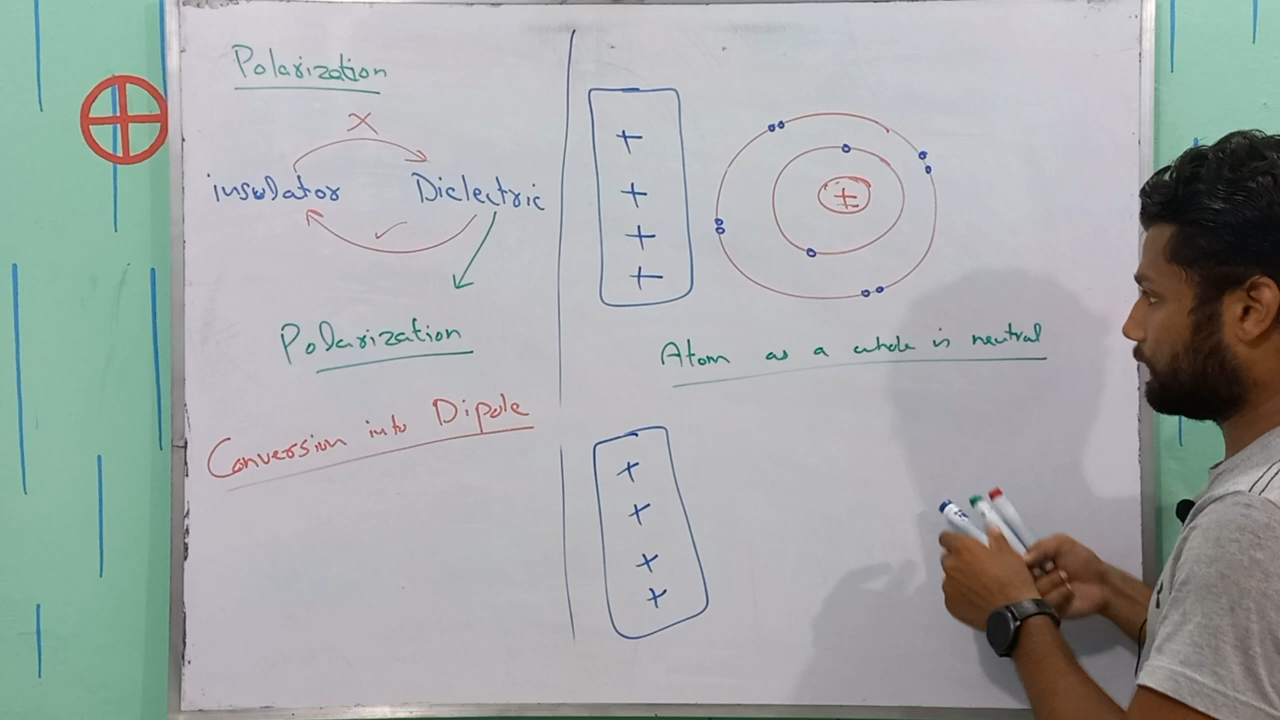 Polarization
×
insulator Dielectric
✓
Polarization
Conversion into Dipole
+
+
+
+
+
Atom as a whole is neutral
+
+
+
+